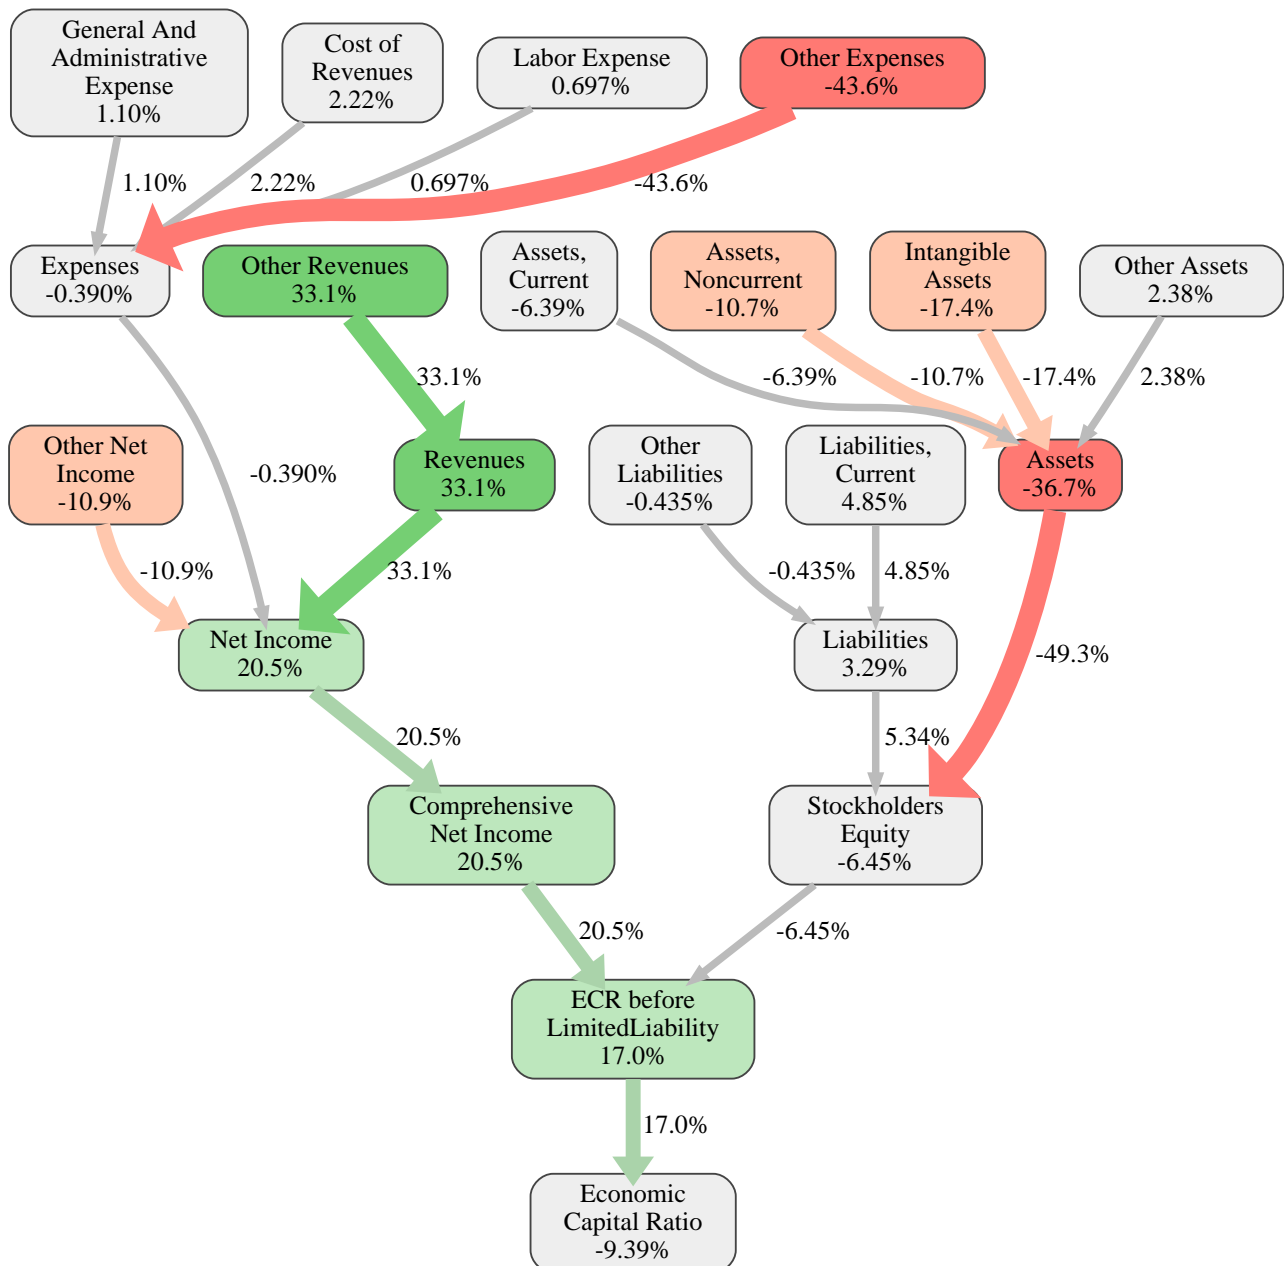 General And
Administrative
Expense
1.10%
Cost of
Revenues
2.22%
Labor Expense
0.697%
Other Expenses
-43.6%
1.10%
2.22%
0.697%
-43.6%
Expenses
-0.390%
Other Revenues
33.1%
Assets,
Current
-6.39%
Assets,
Noncurrent
-10.7%
Intangible
Assets
-17.4%
Other Assets
2.38%
33.1%
-6.39%
-10.7%
-17.4%
2.38%
Other Net
Income
-10.9%
-0.390%
Revenues
33.1%
Other
Liabilities
-0.435%
Liabilities,
Current
4.85%
Assets
-36.7%
-10.9%
33.1%
-0.435%
4.85%
Net Income
20.5%
Liabilities
3.29%
-49.3%
20.5%
5.34%
Comprehensive
Net Income
20.5%
Stockholders
Equity
-6.45%
20.5%
-6.45%
ECR before
LimitedLiability
17.0%
17.0%
Economic
Capital Ratio
-9.39%